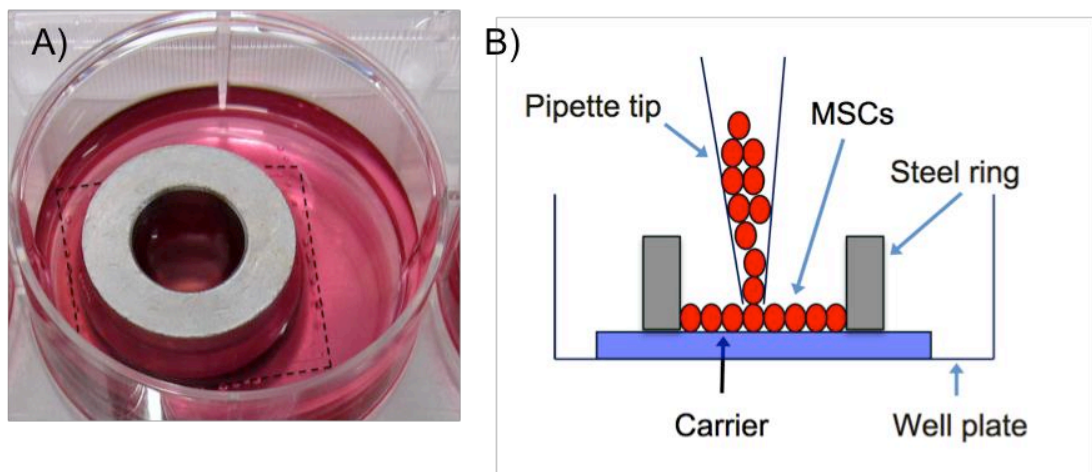 A)
B)
Pipette tip
MSCs
Steel ring
Carrier
Well plate